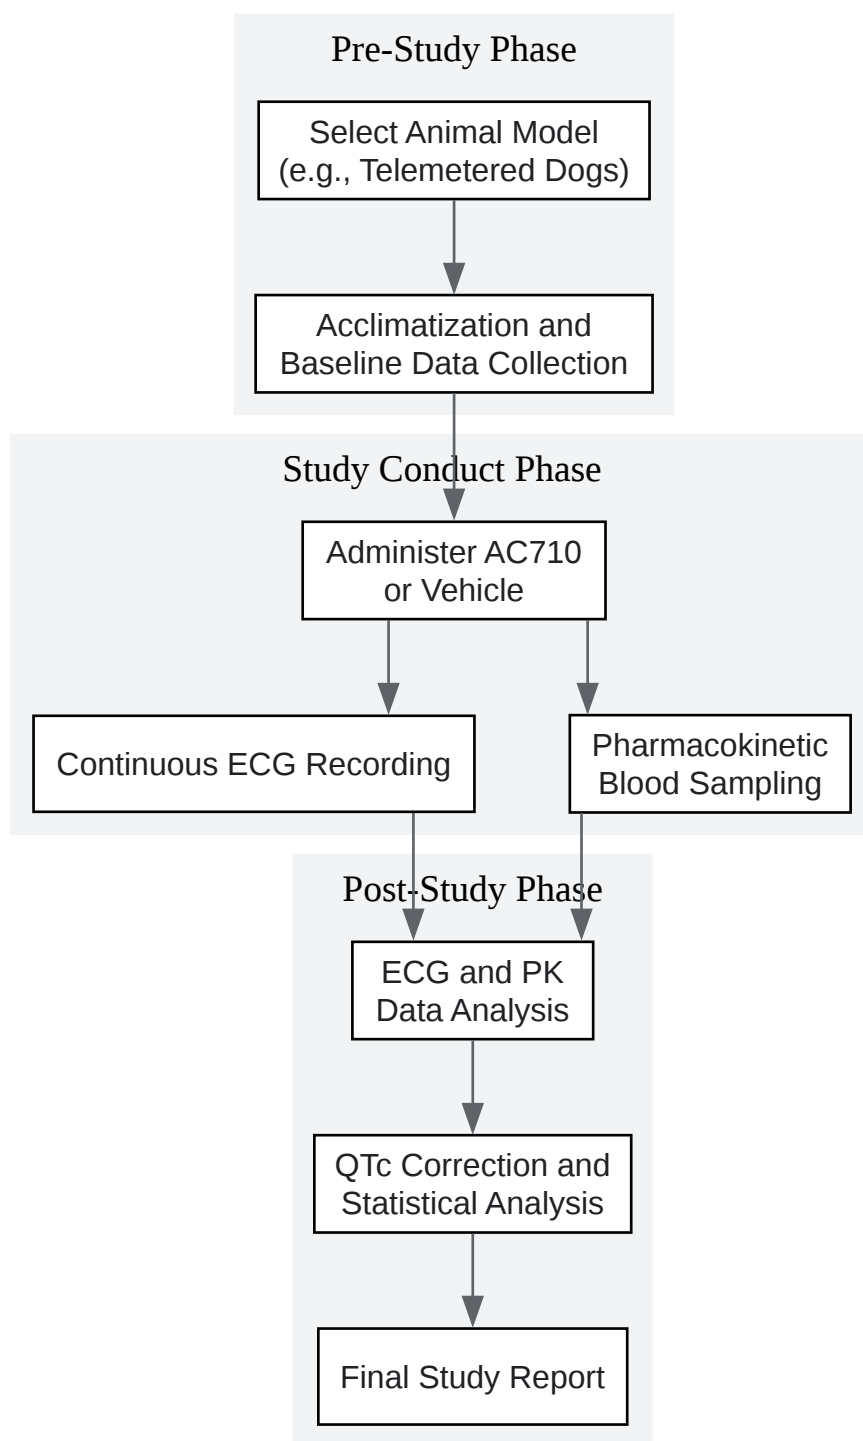 Pre-Study Phase
Select Animal Model
(e.g., Telemetered Dogs)
Acclimatization and
Baseline Data Collection
Study Conduct Phase
Administer AC710
or Vehicle
Continuous ECG Recording
Pharmacokinetic
Blood Sampling
Post-Study Phase
ECG and PK
Data Analysis
QTc Correction and
Statistical Analysis
Final Study Report